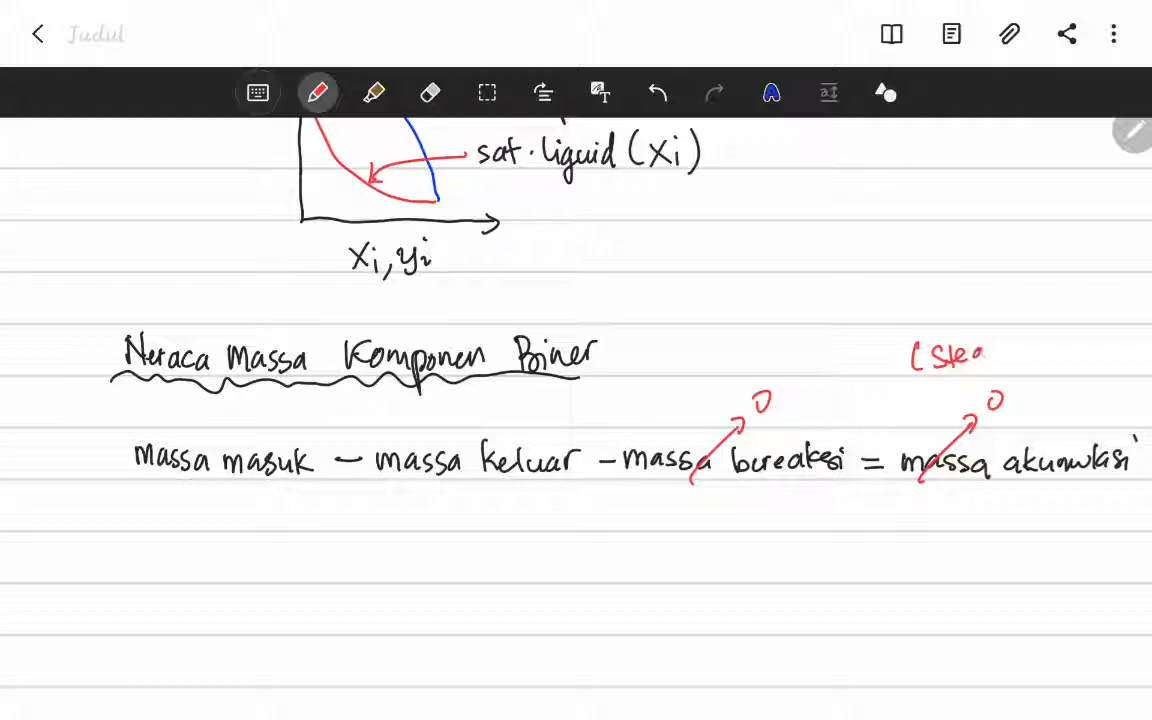 Judul
sat. liquid (xi)
xi, yi
Neraca Massa Komponen Biner
(Stea
0 0
massa masuk - massa keluar - massa bereaksi = massa akumulasi